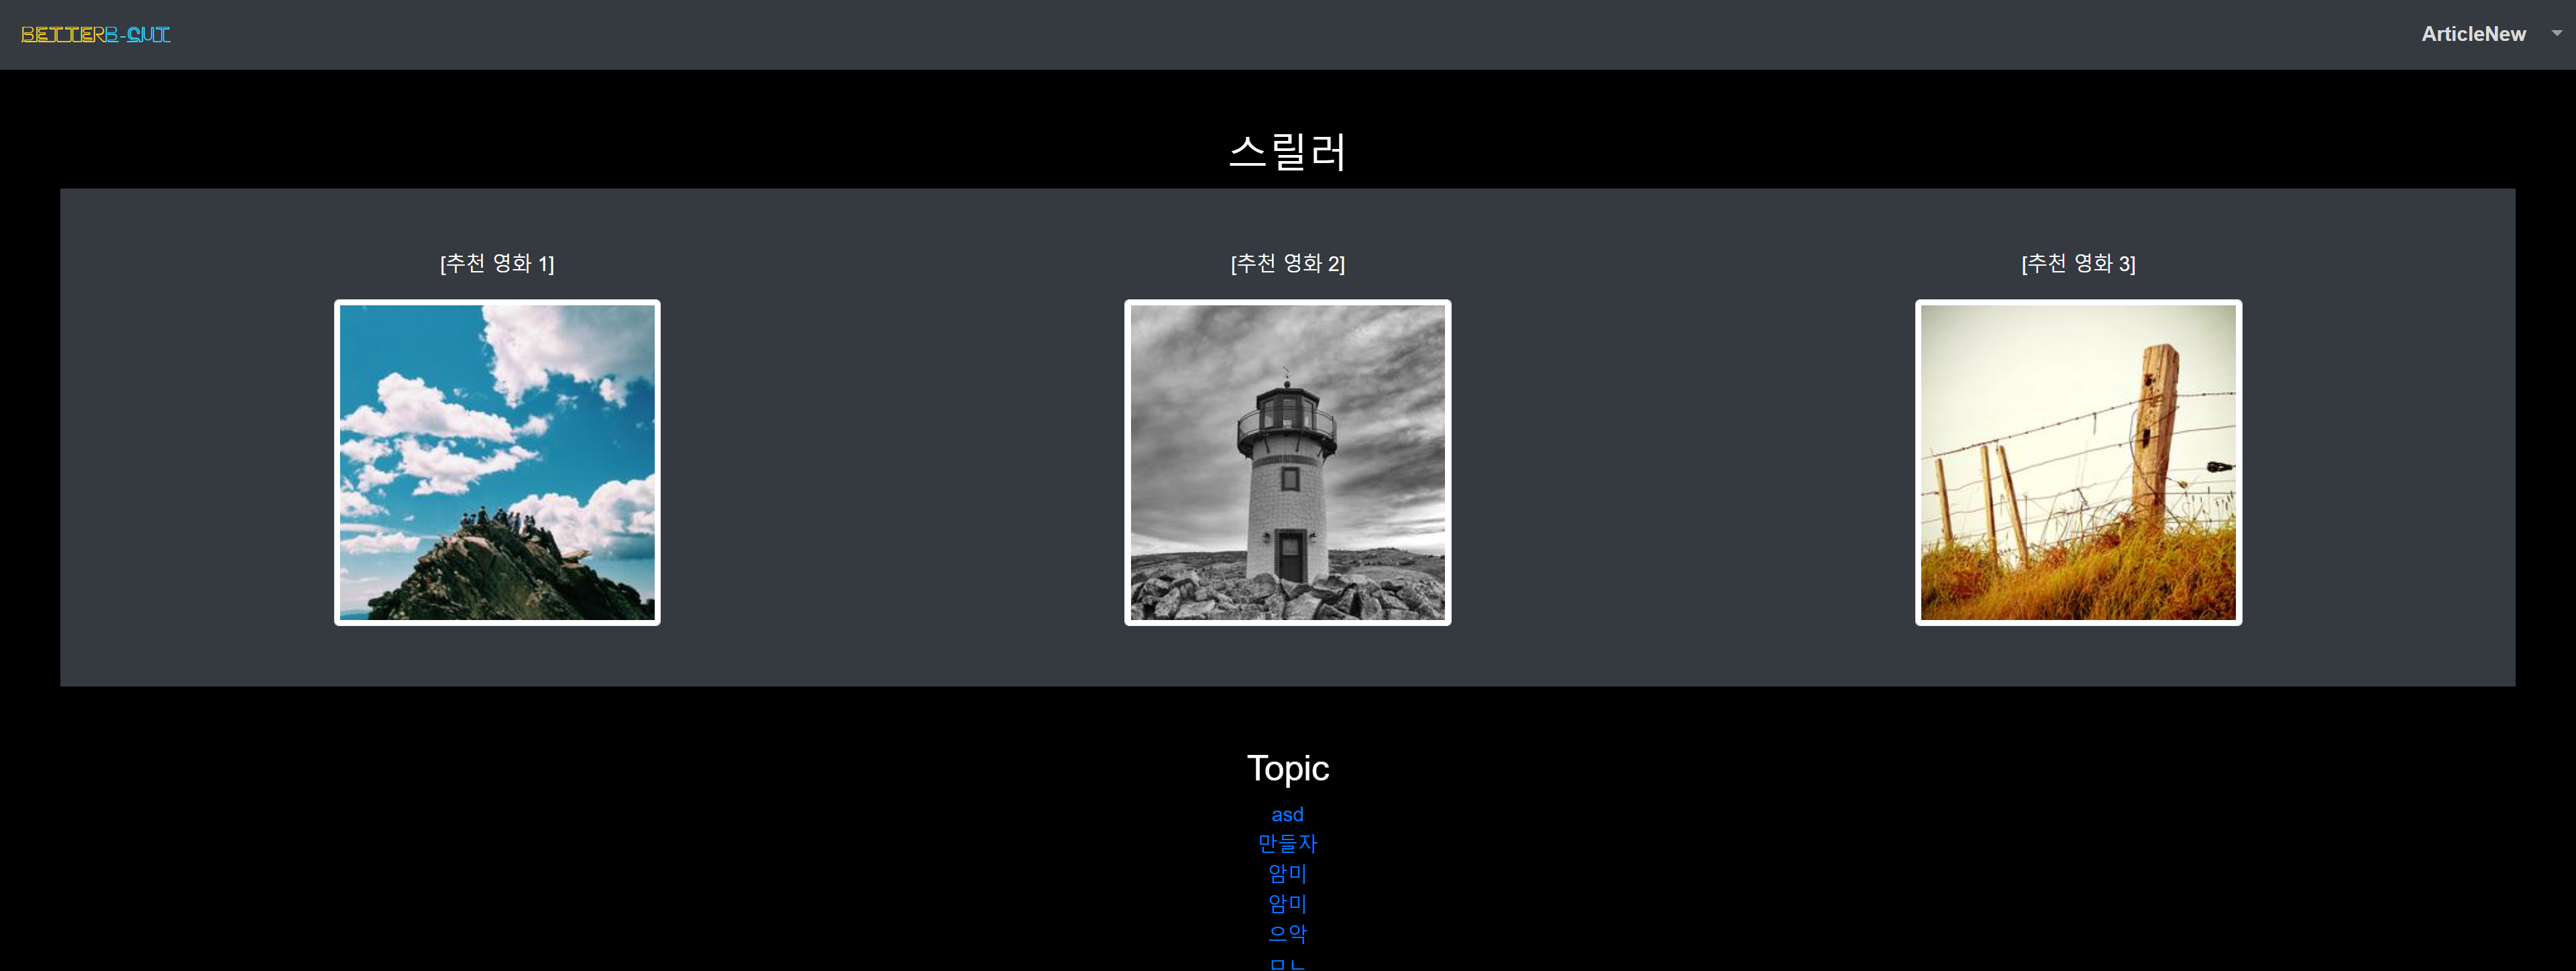 BETTERB-CUT
ArticleNew
스릴러
[추천 영화 1]
[추천 영화 2]
[추천 영화 3]
Topic
asd
만들자
암미
암미
으악